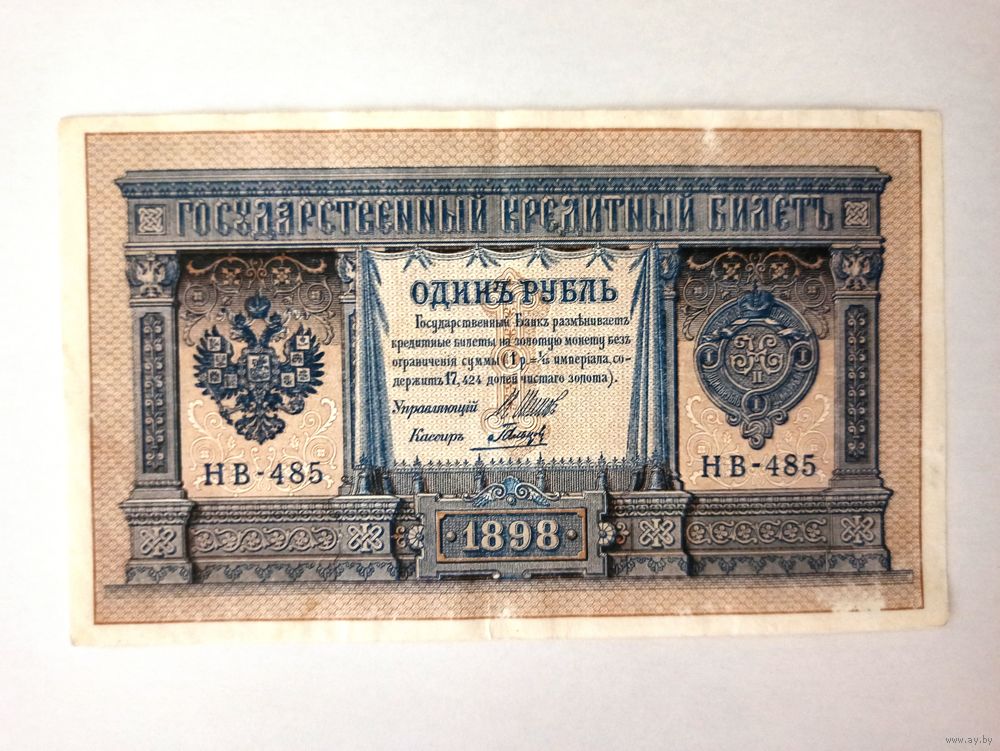 ГОСУДАРСТВЕННЫЙ КРЕДИТНЫЙ БИЛЕТЪ
ОДИНЪ РУБЛЬ
Государственный Банкъ размѣниваетъ
кредитные билеты на золотую монету безъ
ограниченія суммы (1 р.=1/15 имперіала, со-
держитъ 17,424 долей чистаго золота).
Управляющій
Кассиръ
НВ-485
НВ-485
1898
www.ay.by